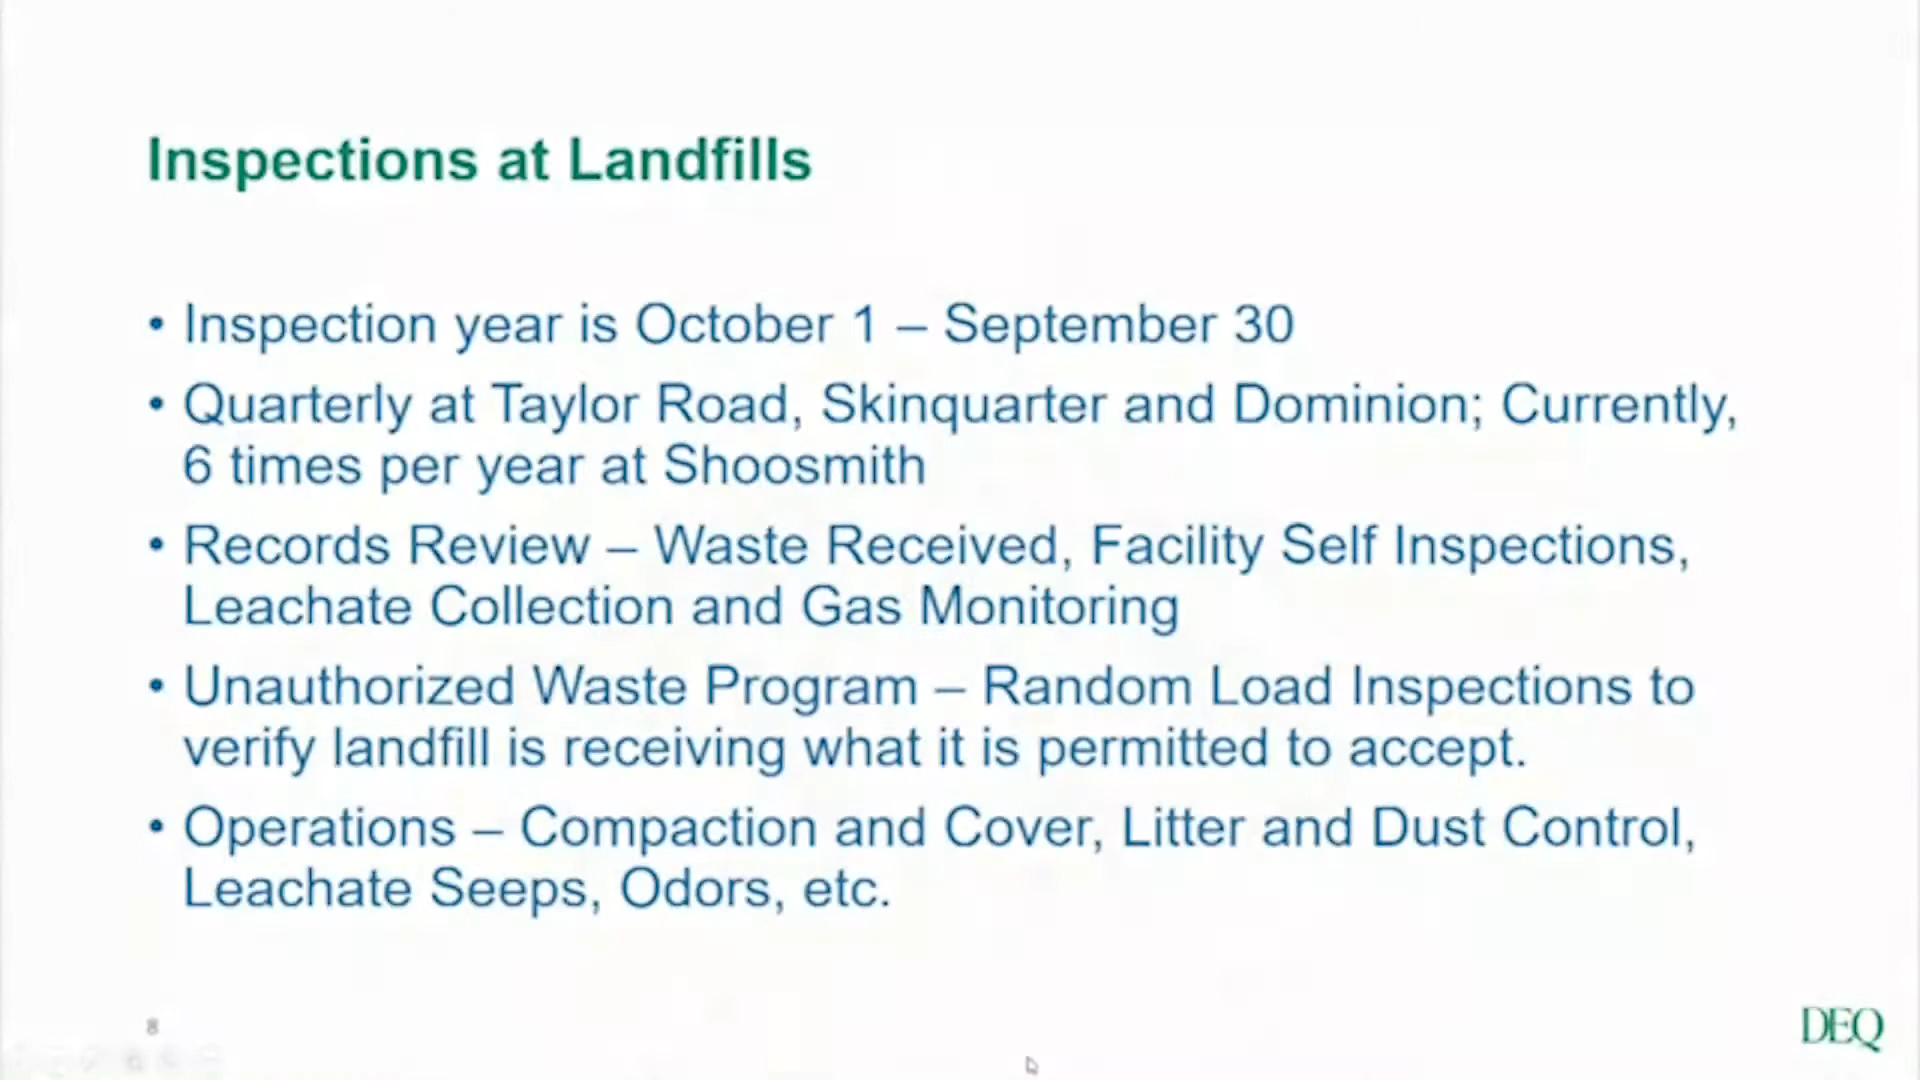 Inspections at Landfills
• Inspection year is October 1 – September 30
• Quarterly at Taylor Road, Skinquarter and Dominion; Currently,
6 times per year at Shoosmith
• Records Review – Waste Received, Facility Self Inspections,
Leachate Collection and Gas Monitoring
• Unauthorized Waste Program – Random Load Inspections to
verify landfill is receiving what it is permitted to accept.
• Operations – Compaction and Cover, Litter and Dust Control,
Leachate Seeps, Odors, etc.
8
DEQ